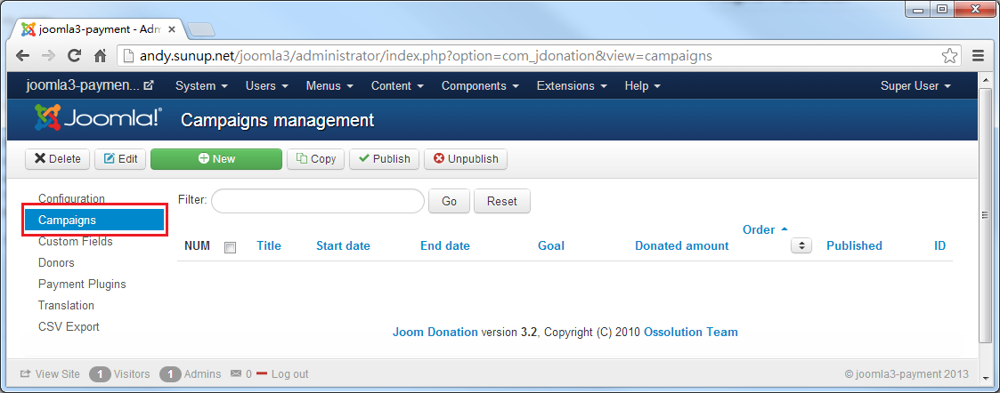 joomla3-payment - Adm
andy.sunup.net/joomla3/administrator/index.php?option=com_jdonation&view=campaigns
joomla3-paymen... System Users Menus Content Components Extensions Help Super User
Joomla!® Campaigns management
Delete Edit New Copy Publish Unpublish
Configuration
Campaigns
Custom Fields
Donors
Payment Plugins
Translation
CSV Export
Filter: Go Reset
NUM Title Start date End date Goal Donated amount Order Published ID
Joom Donation version 3.2, Copyright (C) 2010 Ossolution Team
View Site 1 Visitors 1 Admins 0 Log out © joomla3-payment 2013